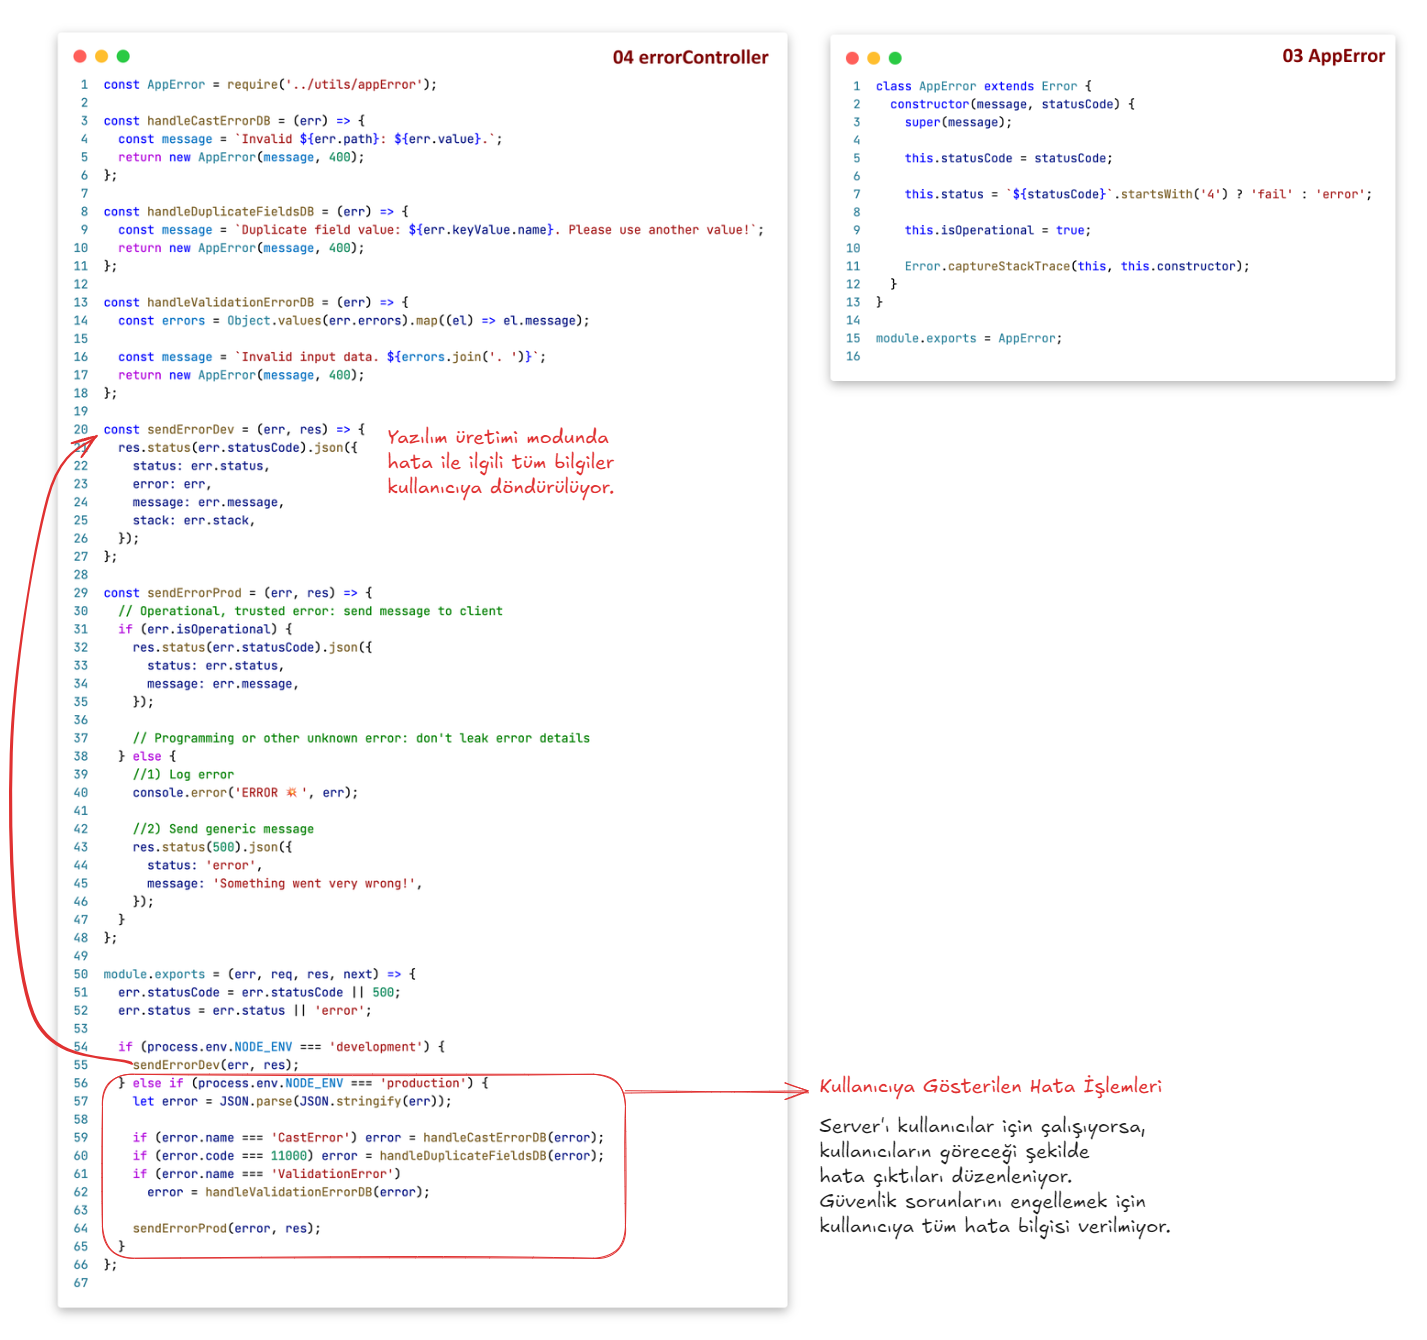 04 errorController
1 const AppError = require('../utils/appError');
2
3 const handleCastErrorDB = (err) => {
4   const message = `Invalid ${err.path}: ${err.value}.`;
5   return new AppError(message, 400);
6 };
7
8 const handleDuplicateFieldsDB = (err) => {
9   const message = `Duplicate field value: ${err.keyValue.name}. Please use another value!`;
10   return new AppError(message, 400);
11 };
12
13 const handleValidationErrorDB = (err) => {
14   const errors = Object.values(err.errors).map((el) => el.message);
15
16   const message = `Invalid input data. ${errors.join('. ')}`;
17   return new AppError(message, 400);
18 };
19
20 const sendErrorDev = (err, res) => {
21   res.status(err.statusCode).json({
22     status: err.status,
23     error: err,
24     message: err.message,
25     stack: err.stack,
26   });
27 };
28
29 const sendErrorProd = (err, res) => {
30   // Operational, trusted error: send message to client
31   if (err.isOperational) {
32     res.status(err.statusCode).json({
33       status: err.status,
34       message: err.message,
35     });
36
37     // Programming or other unknown error: don't leak error details
38   } else {
39     //1) Log error
40     console.error('ERROR 💥', err);
41
42     //2) Send generic message
43     res.status(500).json({
44       status: 'error',
45       message: 'Something went very wrong!',
46     });
47   }
48 };
49
50 module.exports = (err, req, res, next) => {
51   err.statusCode = err.statusCode || 500;
52   err.status = err.status || 'error';
53
54   if (process.env.NODE_ENV === 'development') {
55     sendErrorDev(err, res);
56   } else if (process.env.NODE_ENV === 'production') {
57     let error = JSON.parse(JSON.stringify(err));
58
59     if (error.name === 'CastError') error = handleCastErrorDB(error);
60     if (error.code === 11000) error = handleDuplicateFieldsDB(error);
61     if (error.name === 'ValidationError')
62       error = handleValidationErrorDB(error);
63
64     sendErrorProd(error, res);
65   }
66 };
67
Yazılım üretimi modunda
hata ile ilgili tüm bilgiler
kullanıcıya döndürülüyor.
03 AppError
1 class AppError extends Error {
2   constructor(message, statusCode) {
3     super(message);
4
5     this.statusCode = statusCode;
6
7     this.status = `${statusCode}`.startsWith('4') ? 'fail' : 'error';
8
9     this.isOperational = true;
10
11     Error.captureStackTrace(this, this.constructor);
12   }
13 }
14
15 module.exports = AppError;
16
Kullanıcıya Gösterilen Hata İşlemleri
Server'ı kullanıcılar için çalışıyorsa,
kullanıcıların göreceği şekilde
hata çıktıları düzenleniyor.
Güvenlik sorunlarını engellemek için
kullanıcıya tüm hata bilgisi verilmiyor.